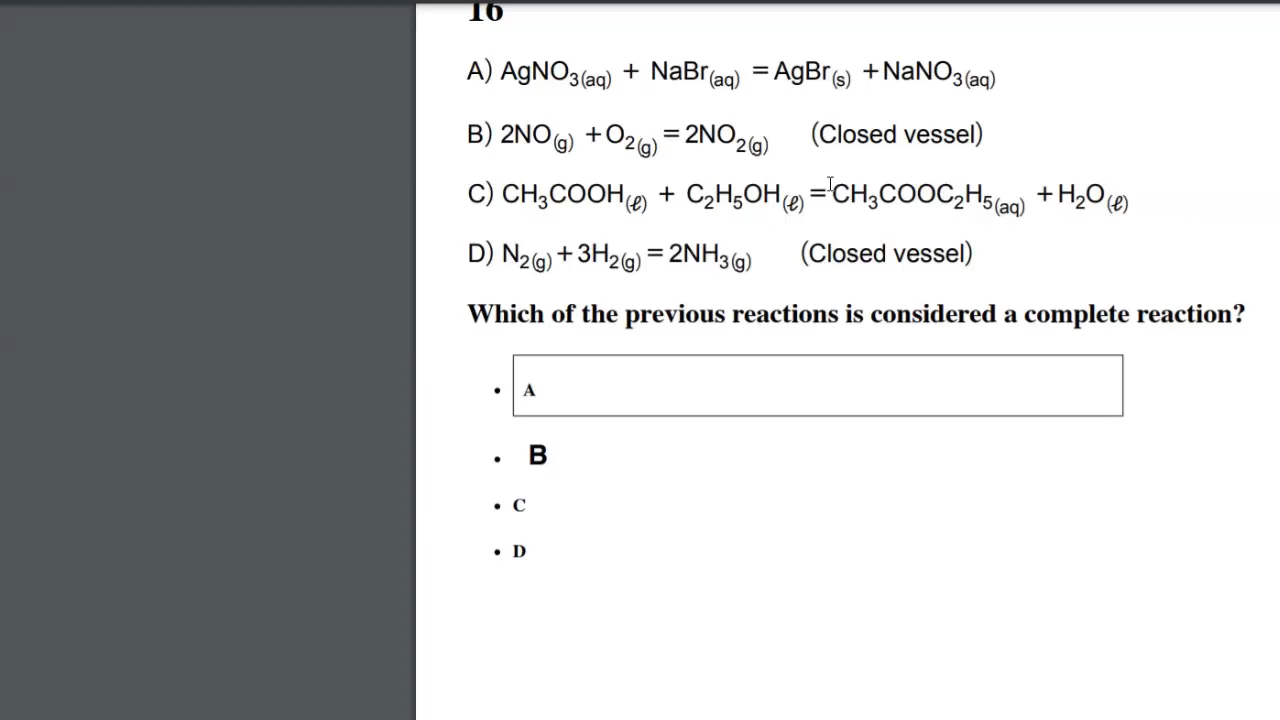 16
A) AgNO3(aq) + NaBr(aq) = AgBr(s) + NaNO3(aq)
B) 2NO(g) + O2(g) = 2NO2(g) (Closed vessel)
C) CH3COOH(ℓ) + C2H5OH(ℓ) = CH3COOC2H5(aq) + H2O(ℓ)
D) N2(g) + 3H2(g) = 2NH3(g) (Closed vessel)
Which of the previous reactions is considered a complete reaction?
• A
• B
• C
• D